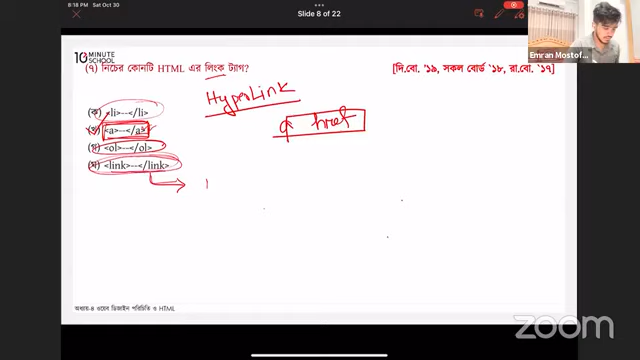 8:18 PM Sat Oct 30
Slide 8 of 22
Emran Mostof...
10 MINUTE
SCHOOL
(৭) নিচের কোনটি HTML এর লিংক ট্যাগ?
[দি.বো. '১৯, সকল বোর্ড '১৮, রা.বো. '১৭]
HyperLink
a href
(ক) <li>--</li>
(খ) <a>--</a>
(গ) <ol>--</ol>
(ঘ) <link>--</link>
অধ্যায়-৪ ওয়েব ডিজাইন পরিচিতি ও HTML
zoom